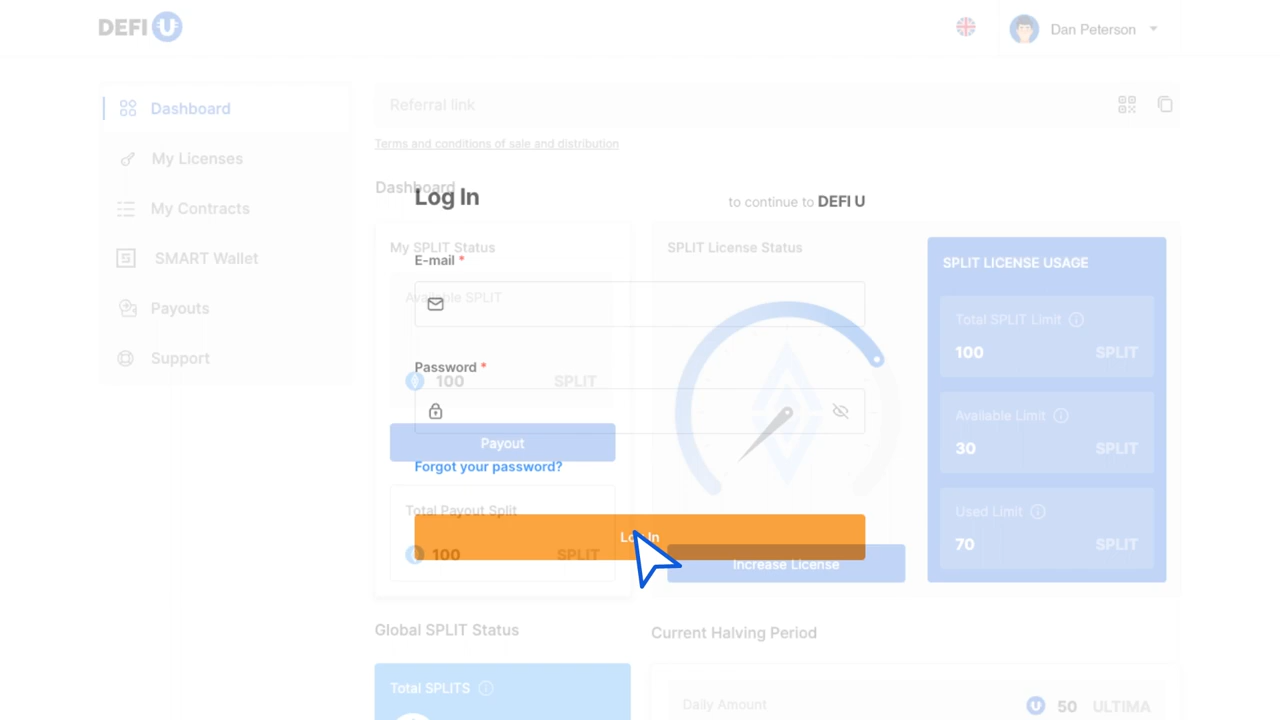 DEFI U
Dan Peterson
Dashboard
My Licenses
My Contracts
SMART Wallet
Payouts
Support
Referral link
Terms and conditions of sale and distribution
Dashboard
Log In
to continue to DEFI U
My SPLIT Status
E-mail *
Available SPLIT
Password *
100 SPLIT
Payout
Forgot your password?
Total Payout Split
Log In
100 SPLIT
SPLIT License Status
Increase License
SPLIT LICENSE USAGE
Total SPLIT Limit
100 SPLIT
Available Limit
30 SPLIT
Used Limit
70 SPLIT
Global SPLIT Status
Total SPLITS
Current Halving Period
Daily Amount
50 ULTIMA